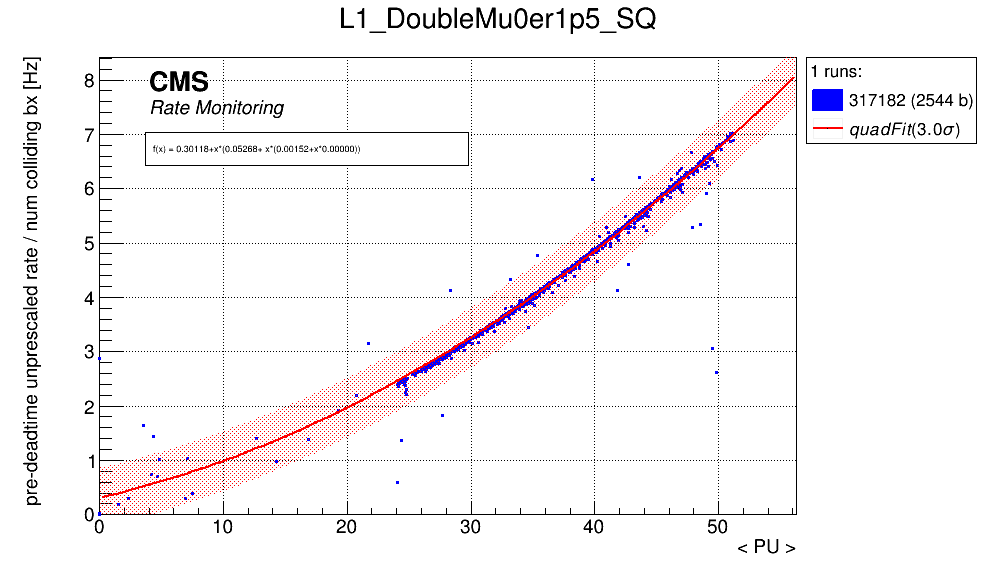 L1_DoubleMu0er1p5_SQ
pre-deadtime unprescaled rate / num colliding bx [Hz]
CMS
Rate Monitoring
f(x) = 0.30118+x*(0.05268+ x*(0.00152+x*0.00000))
1 runs:
317182 (2544 b)
quadFit(3.0σ)
8
7
6
5
4
3
2
1
0
0 10 20 30 40 50
< PU >